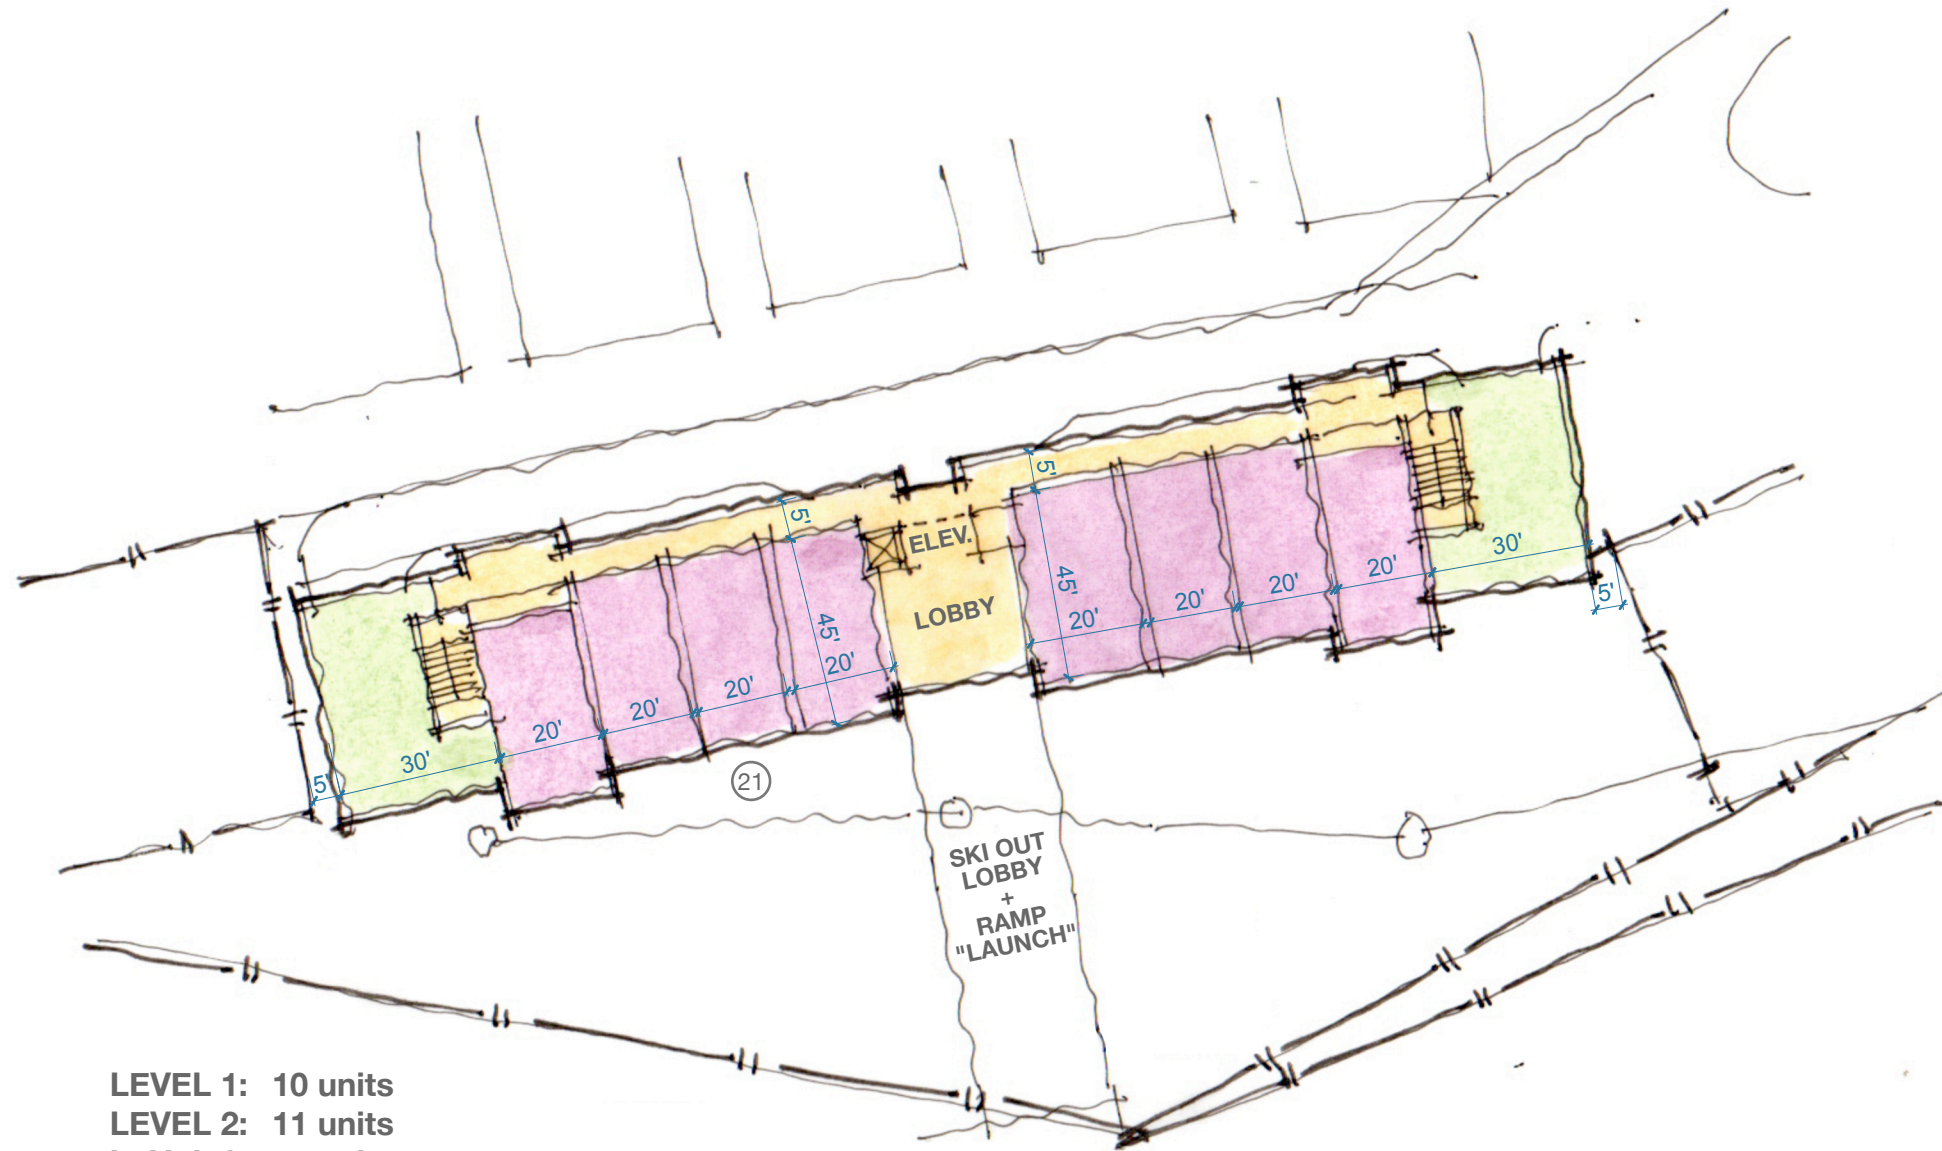 5'
5'
ELEV.
LOBBY
45'
45'
20'
20'
20'
20'
30'
5'
20'
20'
20'
20'
30'
5'
21
SKI OUT
LOBBY
+
RAMP
"LAUNCH"
LEVEL 1: 10 units
LEVEL 2: 11 units